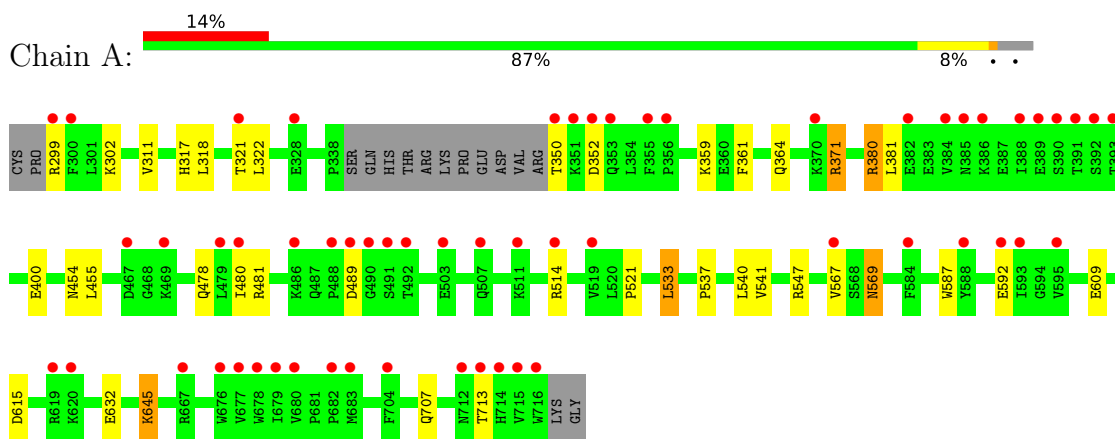 14%
Chain A:
87% 8% . .
CYS PRO R299 F300 L301 K302 V311 H317 L318 T321 L322 E328 P338 SER GLN HIS THR ARG LYS PRO GLU ASP VAL ARG T350 K351 D352 Q353 L354 F355 P356 K359 E360 F361 Q364 K370 R371 R380 L381 E382 E383 V384 N385 K386 E387 I388 E389 S390 T391 S392
E400 N454 L455 D467 G468 K469 Q478 L479 I480 R481 K486 Q487 P488 D489 G490 S491 T492 E503 Q507 K511 R514 V519 L520 P521 L533 P537 L540 V541 R547 V567 S568 N569 F584 W587 Y588 E592 I593 G594 V595 E609
D615 R619 K620 E632 K645 R667 W676 V677 W678 I679 V680 P681 P682 M683 F704 Q707 N712 T713 H714 V715 W716 LYS GLY